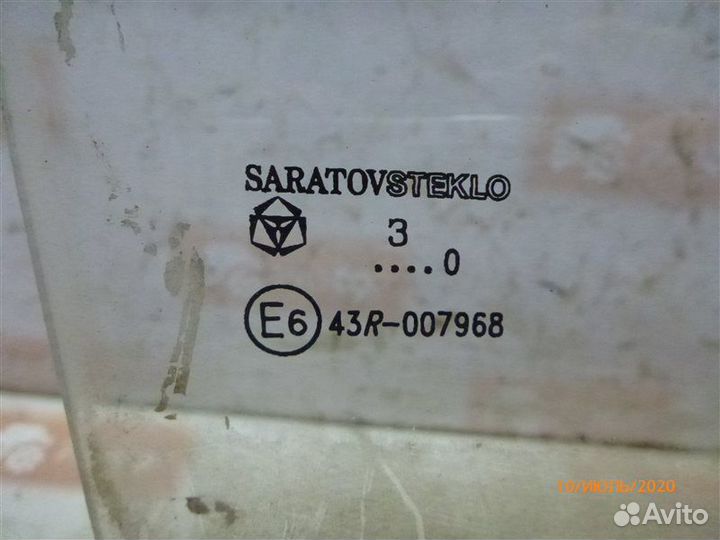 SARATOVSTEKLO
3
....0
E6 43R-007968
10/ИЮЛЬ/2020
Avito